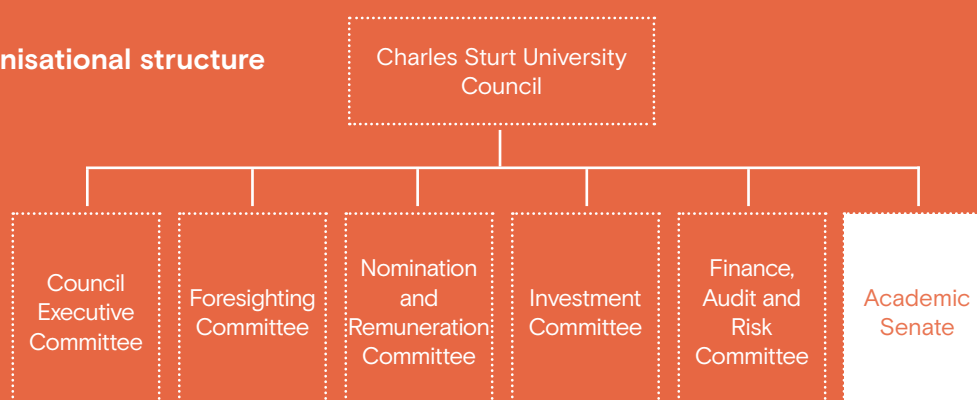 nisational structure
Charles Sturt University
Council
Council
Executive
Committee
Foresighting
Committee
Nomination
and
Remuneration
Committee
Investment
Committee
Finance,
Audit and
Risk
Committee
Academic
Senate